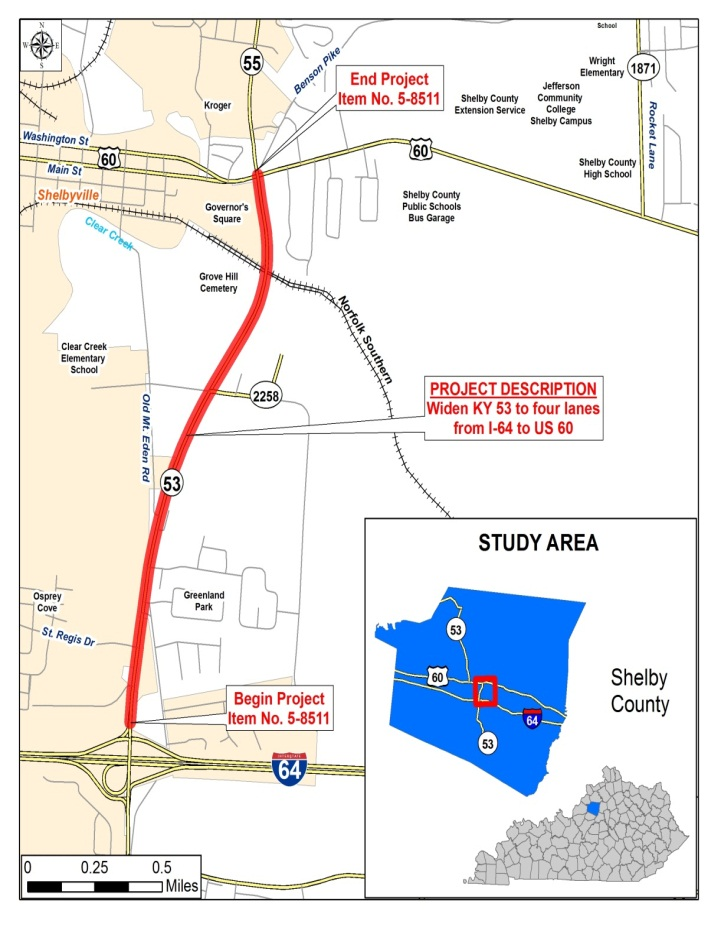 School
N
W
E
S
55
Benson Pike
Wright
Elementary
1871
End Project
Item No. 5-8511
Kroger
Shelby County
Extension Service
Jefferson
Community
College
Shelby Campus
Rocket Lane
Washington St
60
Main St
60
Shelby County
High School
Shelbyville
Governor's
Square
Shelby County
Public Schools
Bus Garage
Clear Creek
Grove Hill
Cemetery
Norfolk Southern
Clear Creek
Elementary
School
2258
PROJECT DESCRIPTION
Widen KY 53 to four lanes
from I-64 to US 60
Old Mt. Eden Rd
53
STUDY AREA
Osprey
Cove
Greenland
Park
St. Regis Dr
53
60
Shelby
County
64
53
Begin Project
Item No. 5-8511
64
0 0.25 0.5
Miles